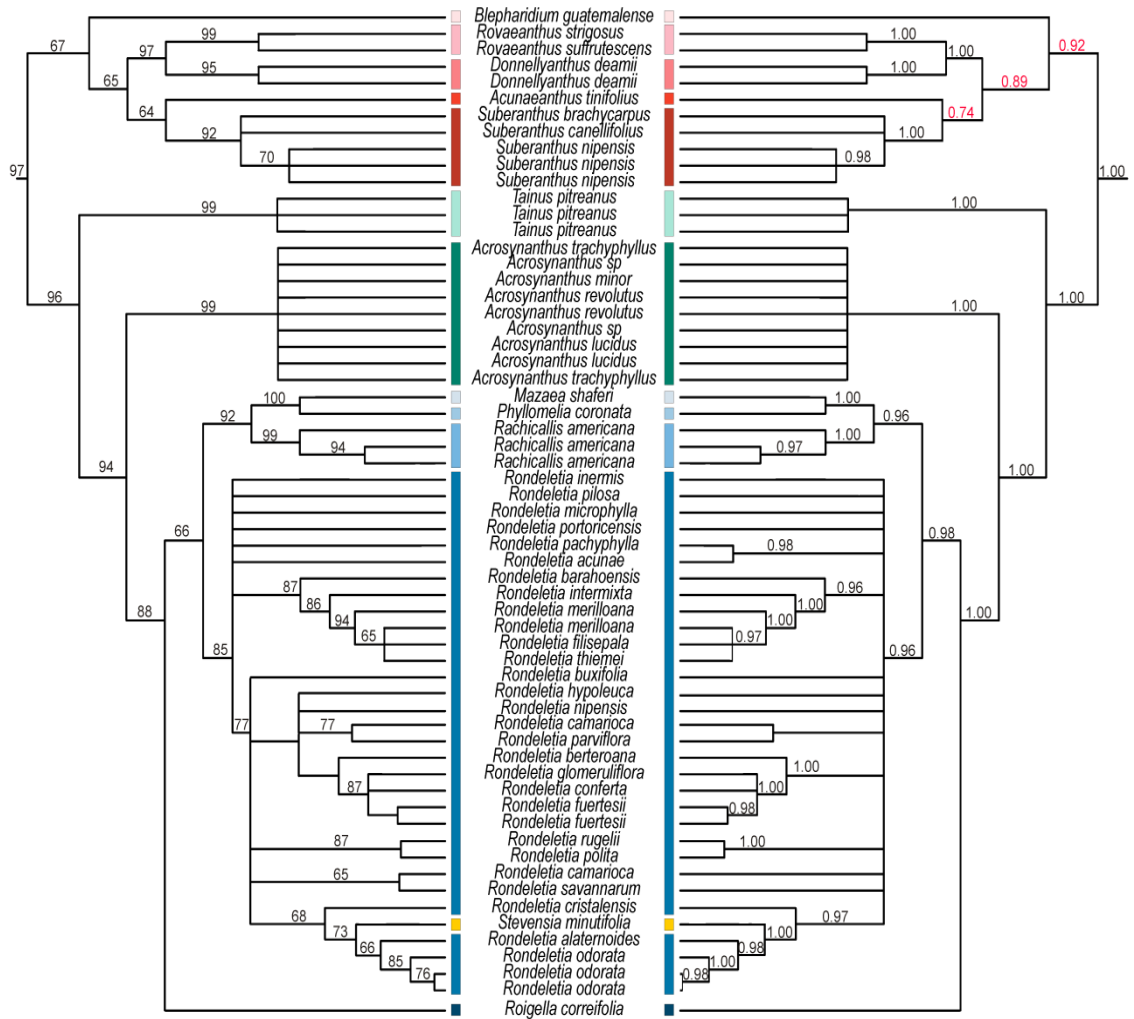 Blepharidium guatemalense
67 0.92
99 Rovaeanthus strigosus 1.00
97 Rovaeanthus suffrutescens 1.00
Donnellyanthus deamii
65 95 Donnellyanthus deamii 1.00 0.89
Acunaeanthus tinifolius
64 Suberanthus brachycarpus 0.74
92 Suberanthus canellifolius 1.00
Suberanthus nipensis
70 Suberanthus nipensis 0.98
97 Suberanthus nipensis 1.00
Tainus pitreanus
99 Tainus pitreanus 1.00
Tainus pitreanus
Acrosynanthus trachyphyllus
Acrosynanthus sp
Acrosynanthus minor
96 Acrosynanthus revolutus 1.00
99 Acrosynanthus revolutus 1.00
Acrosynanthus sp
Acrosynanthus lucidus
Acrosynanthus lucidus
Acrosynanthus trachyphyllus
100 Mazaea shaferi 1.00
92 Phyllomelia coronata 0.96
99 Rachicallis americana 1.00
94 Rachicallis americana 0.97
94 Rachicallis americana 1.00
Rondeletia inermis
Rondeletia pilosa
Rondeletia microphylla
66 Rondeletia portoricensis 0.98
Rondeletia pachyphylla 0.98
Rondeletia acunae
87 Rondeletia barahoensis 0.96
86 Rondeletia intermixta 1.00
88 94 Rondeletia merilloana 1.00 1.00
65 Rondeletia merilloana 0.97
Rondeletia filisepala
85 Rondeletia thiemei 0.96
Rondeletia buxifolia
Rondeletia hypoleuca
Rondeletia nipensis
77 77 Rondeletia camarioca
Rondeletia parviflora
Rondeletia berteroana
Rondeletia glomeruliflora 1.00
87 Rondeletia conferta 1.00
Rondeletia fuertesii 0.98
Rondeletia fuertesii
87 Rondeletia rugelii 1.00
Rondeletia polita
65 Rondeletia camarioca
Rondeletia savannarum
68 Rondeletia cristalensis 0.97
73 Stevensia minutifolia 1.00
66 Rondeletia alaternoides 0.98
85 Rondeletia odorata 1.00
76 Rondeletia odorata 0.98
Rondeletia odorata
Roigella correifolia